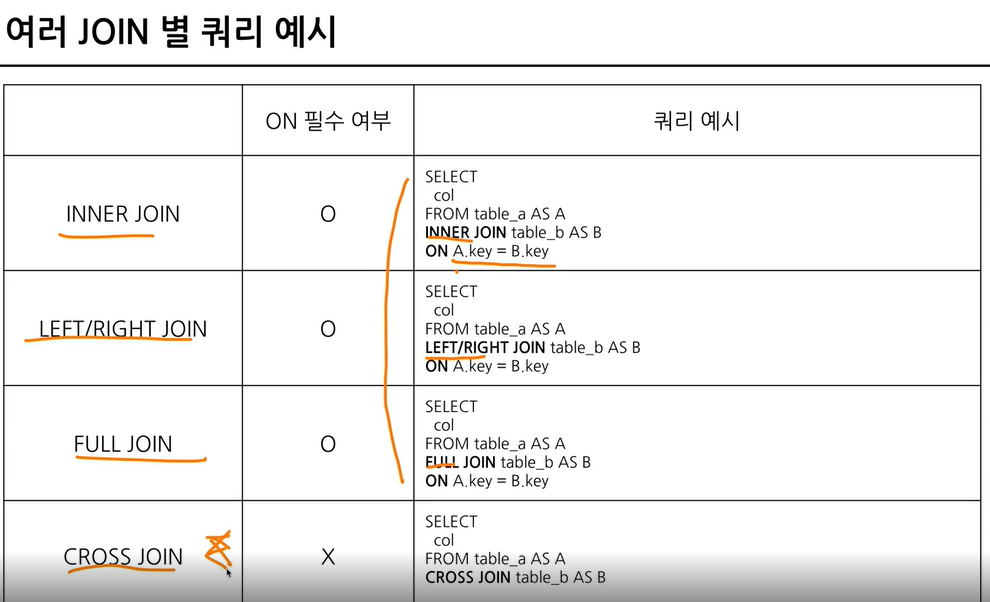 여러 JOIN 별 쿼리 예시
ON 필수 여부
쿼리 예시
INNER JOIN
O
SELECT
col
FROM table_a AS A
INNER JOIN table_b AS B
ON A.key = B.key
LEFT/RIGHT JOIN
O
SELECT
col
FROM table_a AS A
LEFT/RIGHT JOIN table_b AS B
ON A.key = B.key
FULL JOIN
O
SELECT
col
FROM table_a AS A
FULL JOIN table_b AS B
ON A.key = B.key
CROSS JOIN
X
SELECT
col
FROM table_a AS A
CROSS JOIN table_b AS B